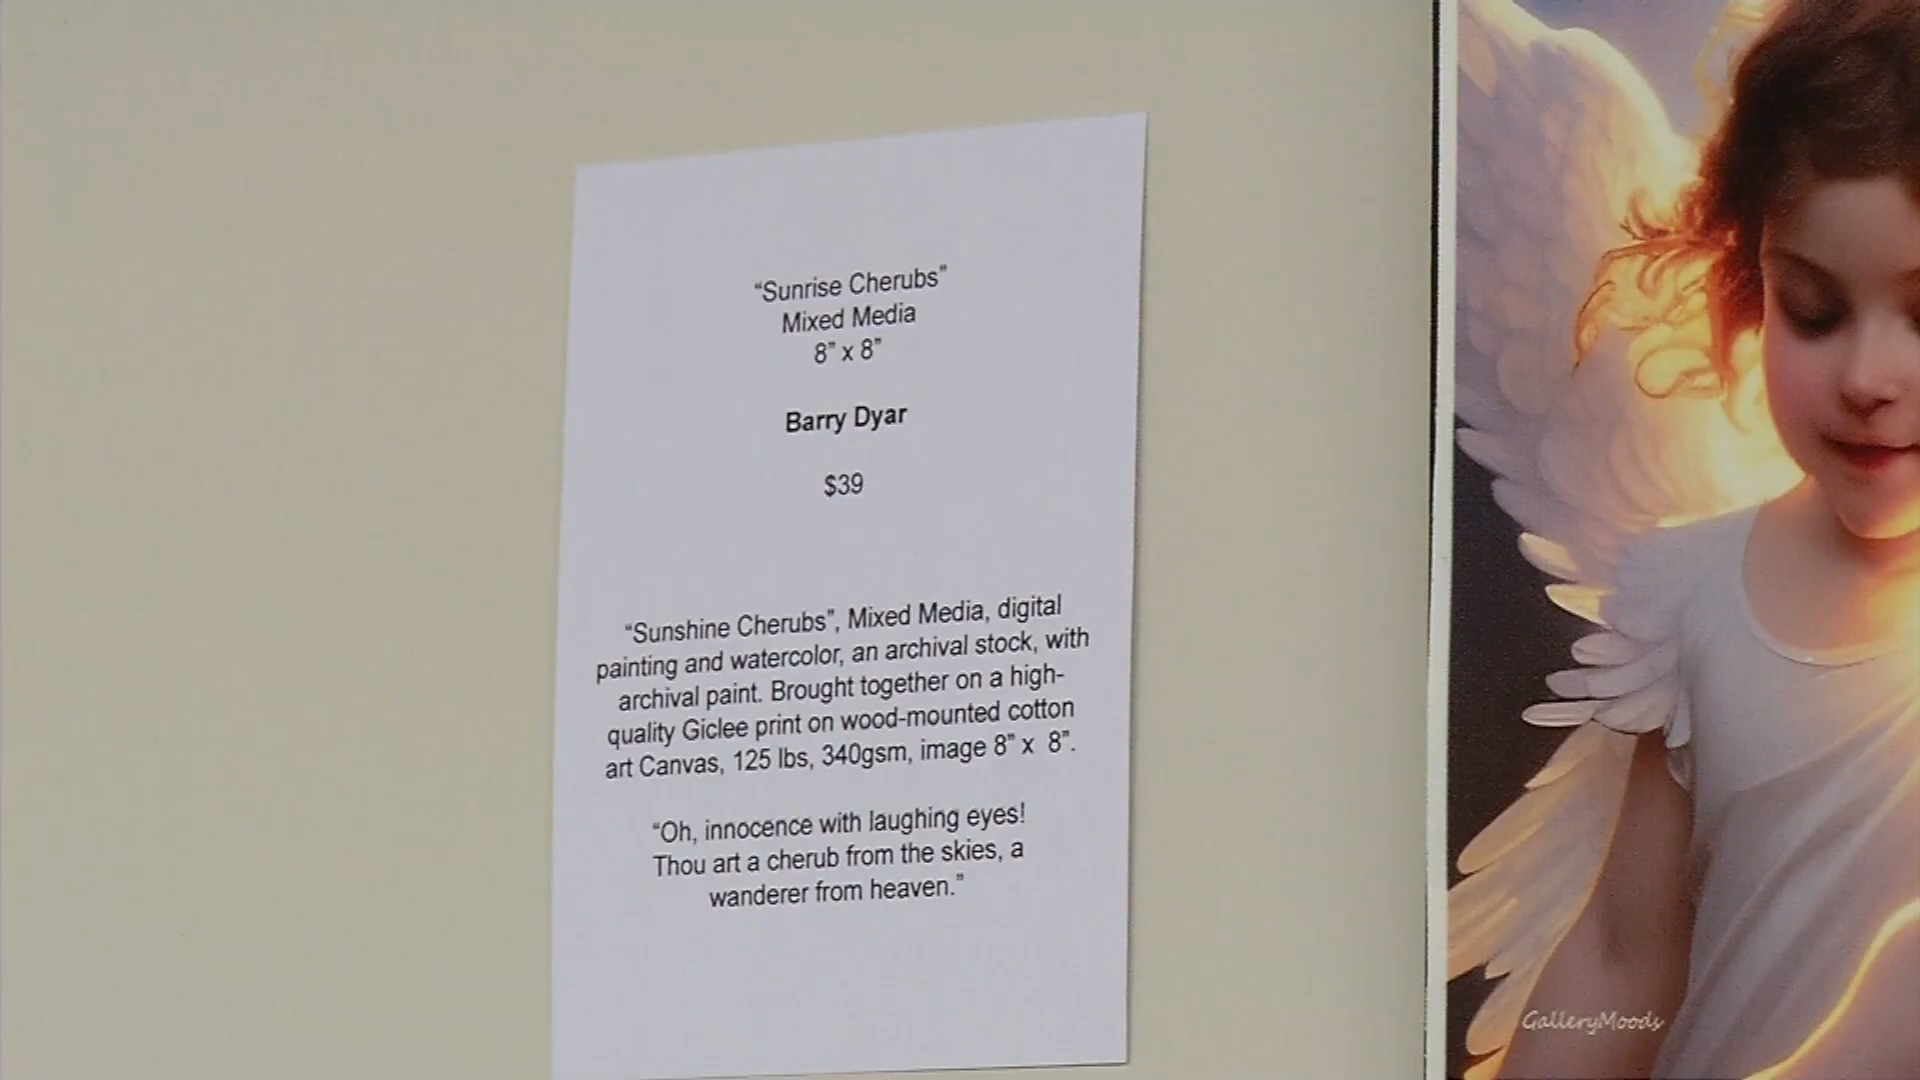 “Sunrise Cherubs”
Mixed Media
8” x 8”
Barry Dyar
$39
“Sunshine Cherubs”, Mixed Media, digital
painting and watercolor, an archival stock, with
archival paint. Brought together on a high-
quality Giclee print on wood-mounted cotton
art Canvas, 125 lbs, 340gsm, image 8” x  8”.
“Oh, innocence with laughing eyes!
Thou art a cherub from the skies, a
wanderer from heaven.”
GalleryMoods